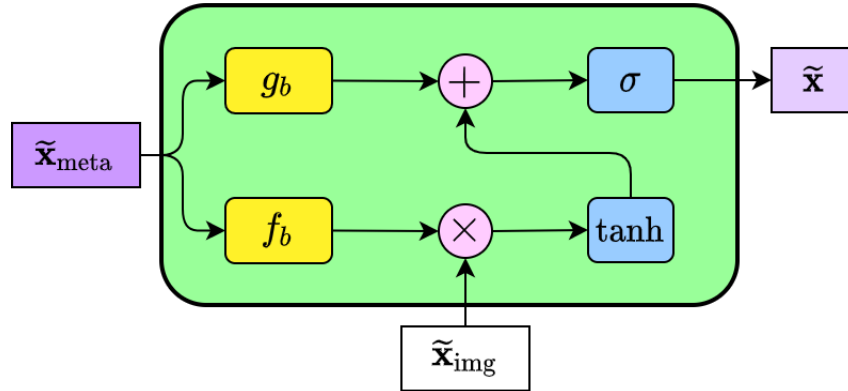 g_b + σ x̃
x̃_meta
f_b × tanh
x̃_img